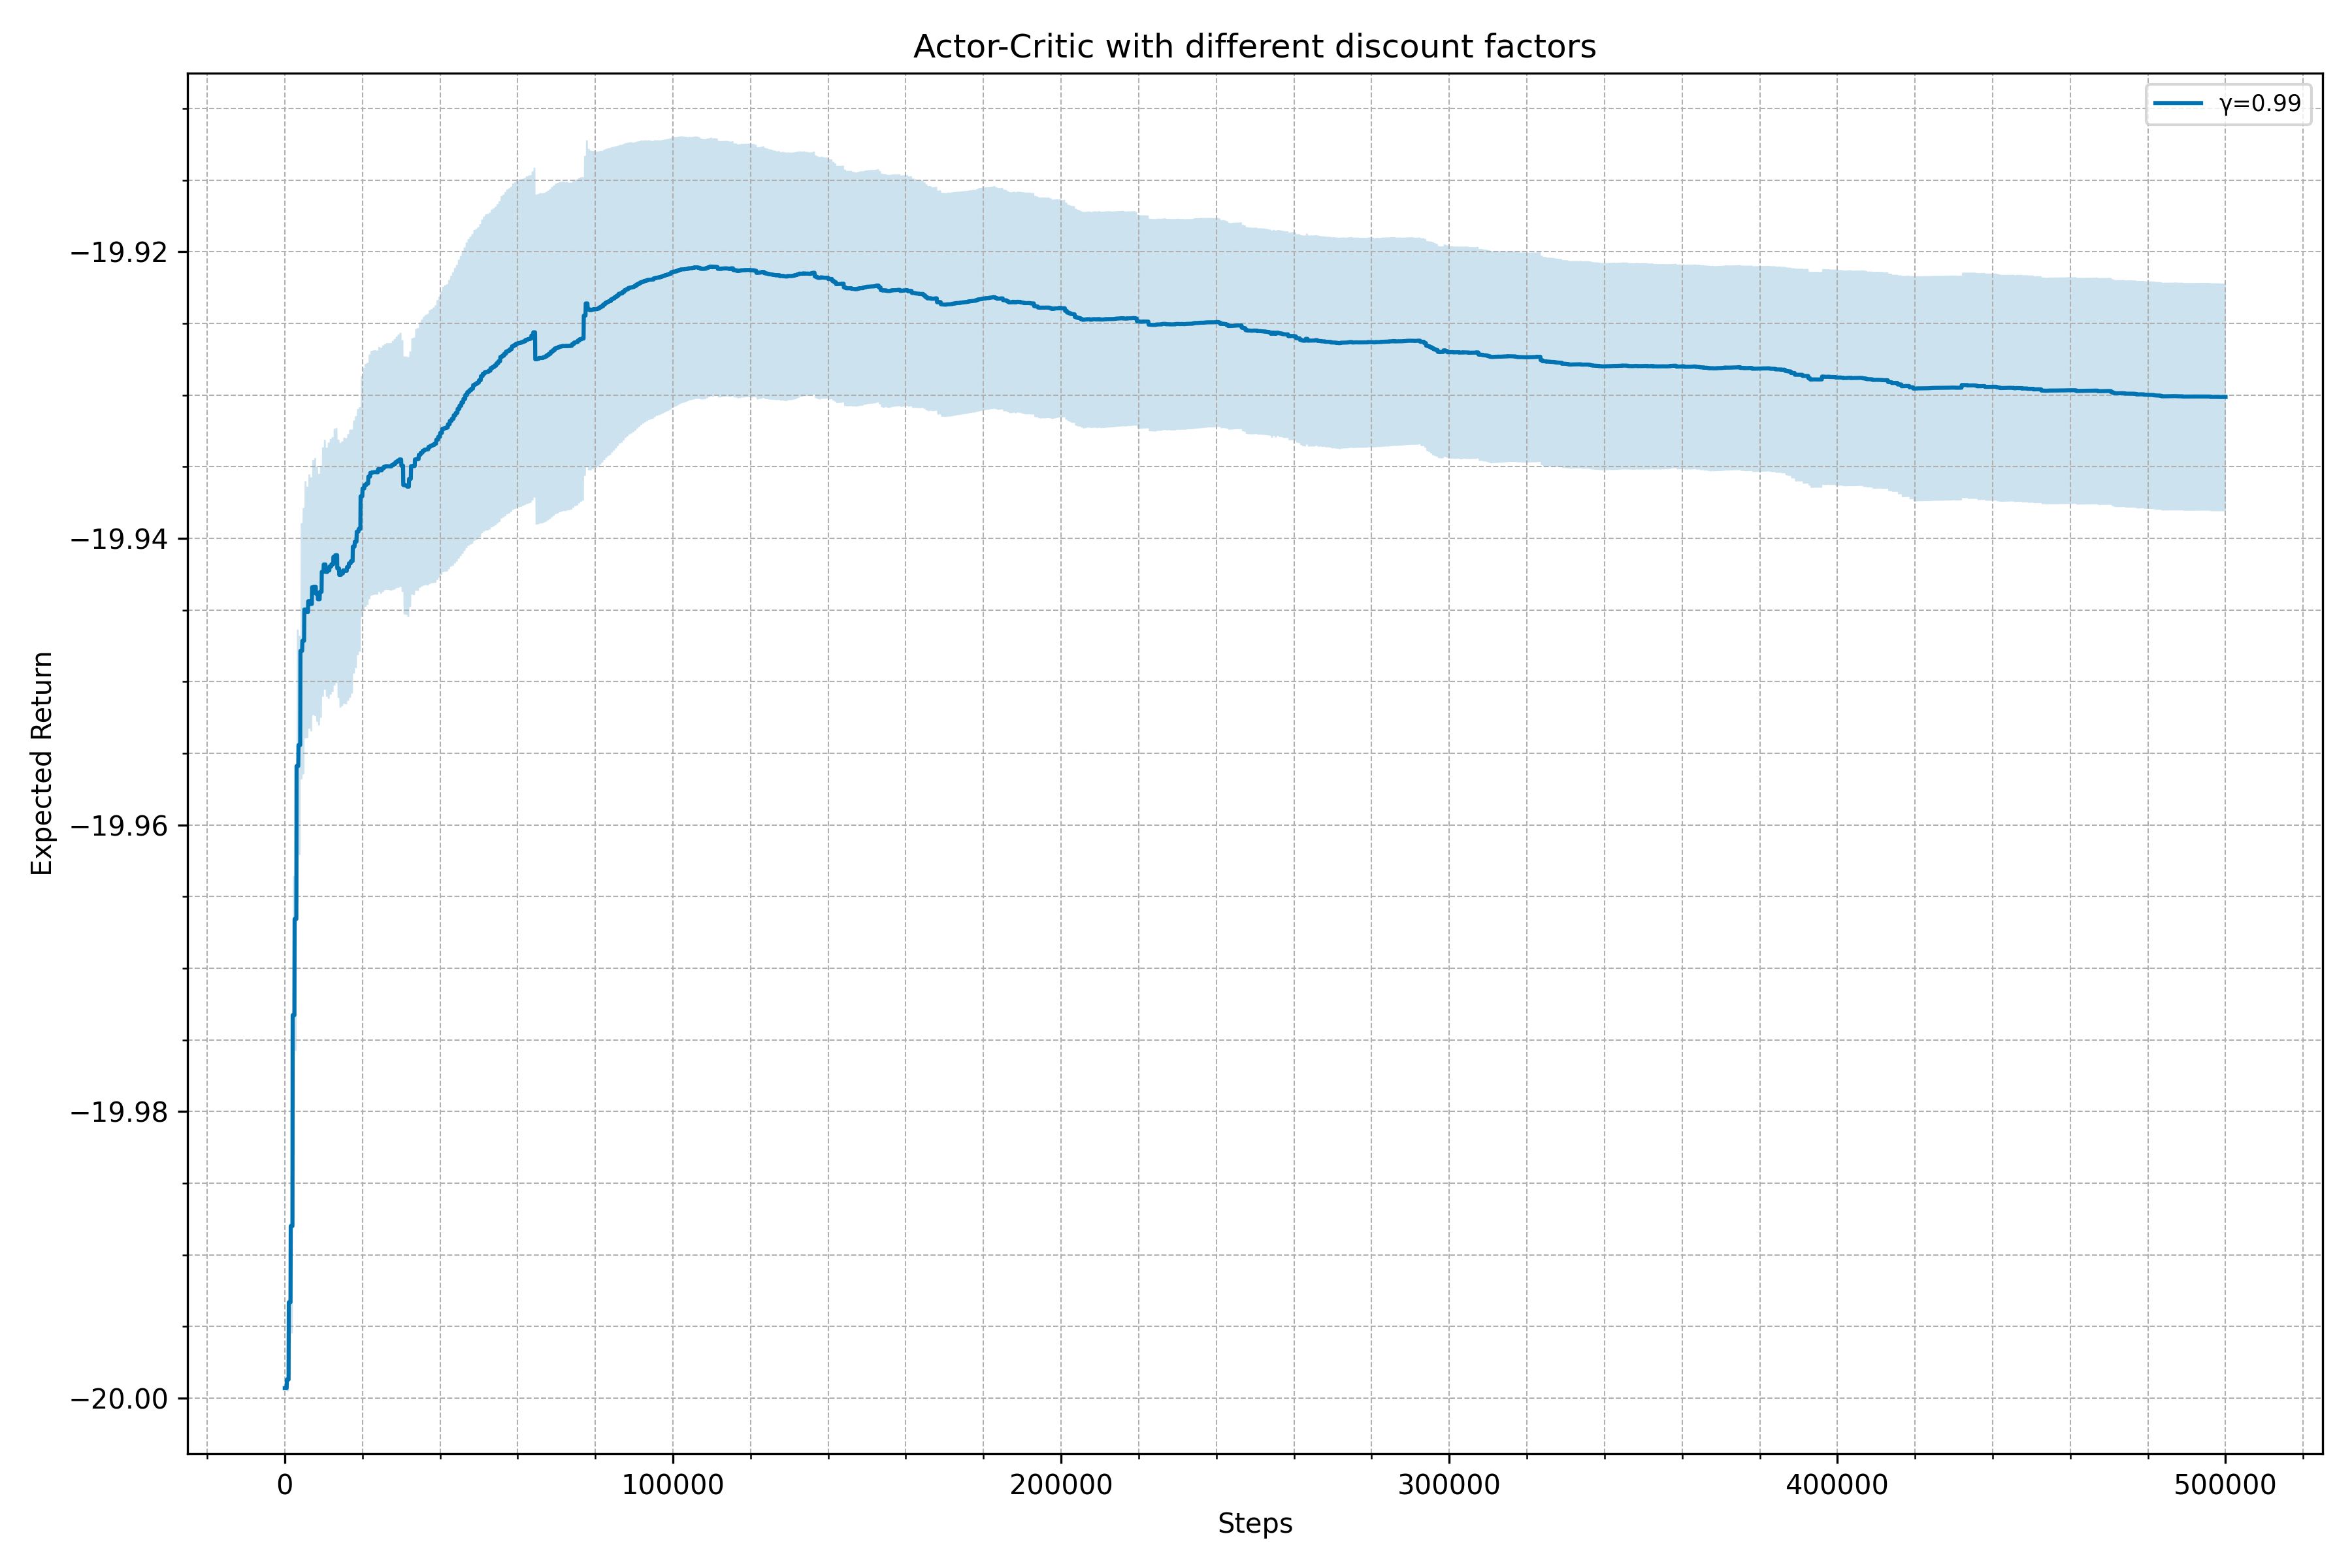 Actor-Critic with different discount factors
γ=0.99
Expected Return
−19.92
−19.94
−19.96
−19.98
−20.00
0 100000 200000 300000 400000 500000
Steps